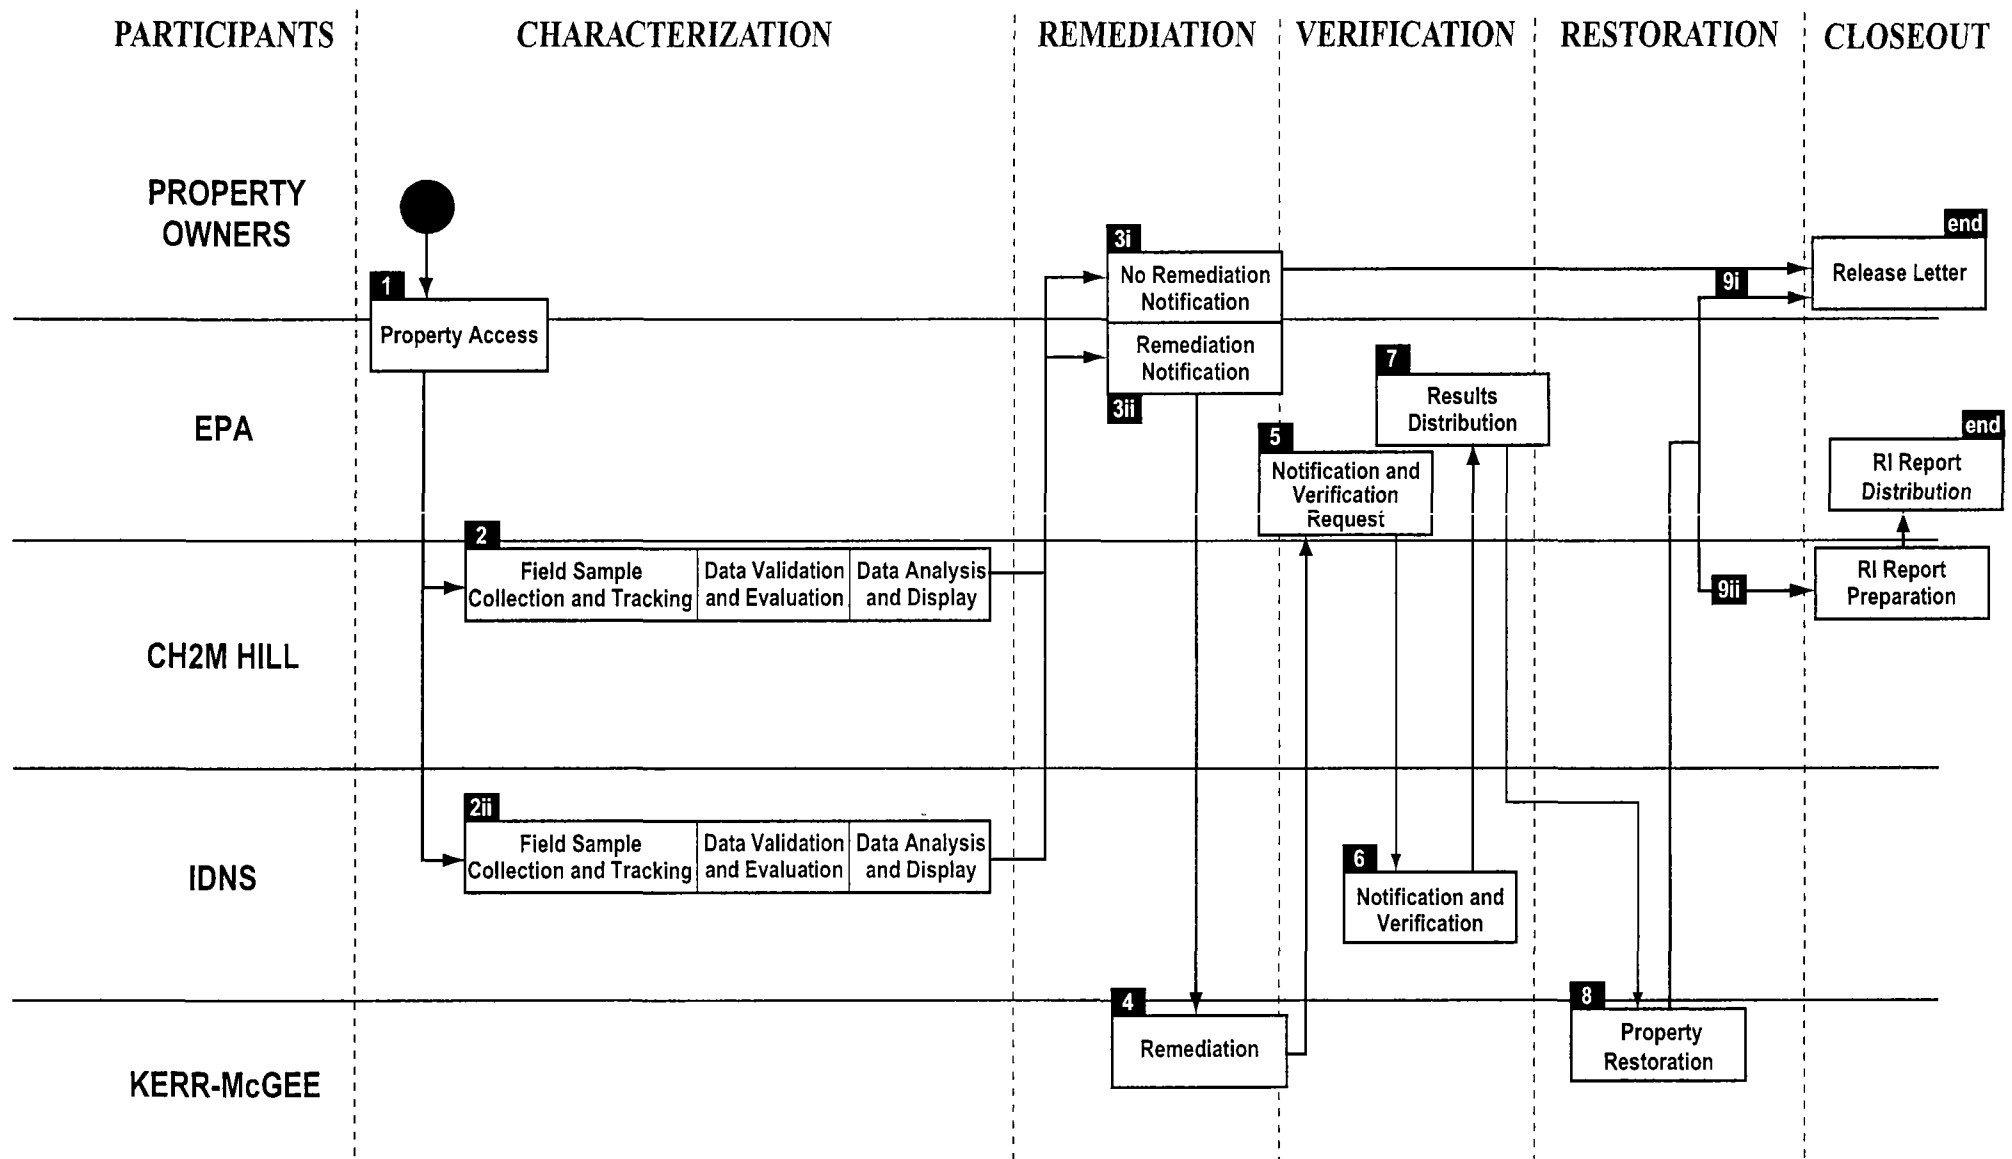 PARTICIPANTS
CHARACTERIZATION
REMEDIATION
VERIFICATION
RESTORATION
CLOSEOUT
PROPERTY
OWNERS
1
Property Access
3i
No Remediation
Notification
Remediation
Notification
3ii
9i
end
Release Letter
EPA
7
Results
Distribution
5
Notification and
Verification
Request
end
RI Report
Distribution
CH2M HILL
2
Field Sample
Collection and Tracking
Data Validation
and Evaluation
Data Analysis
and Display
9ii
RI Report
Preparation
IDNS
2ii
Field Sample
Collection and Tracking
Data Validation
and Evaluation
Data Analysis
and Display
6
Notification and
Verification
KERR-McGEE
4
Remediation
8
Property
Restoration